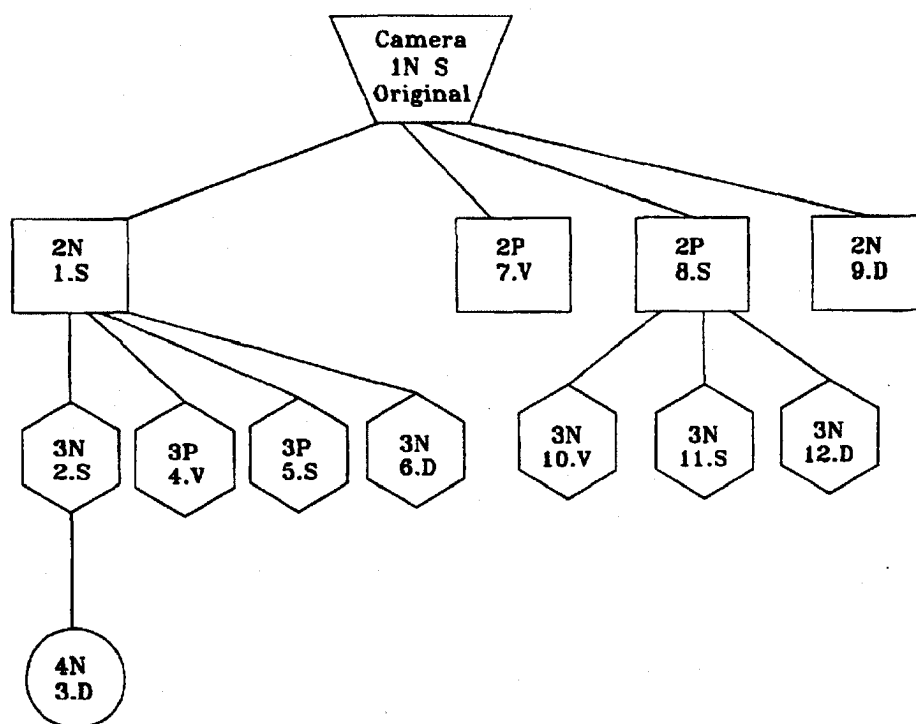 Camera
1N S
Original
2N
1.S
2P
7.V
2P
8.S
2N
9.D
3N
2.S
3P
4.V
3P
5.S
3N
6.D
3N
10.V
3N
11.S
3N
12.D
4N
3.D